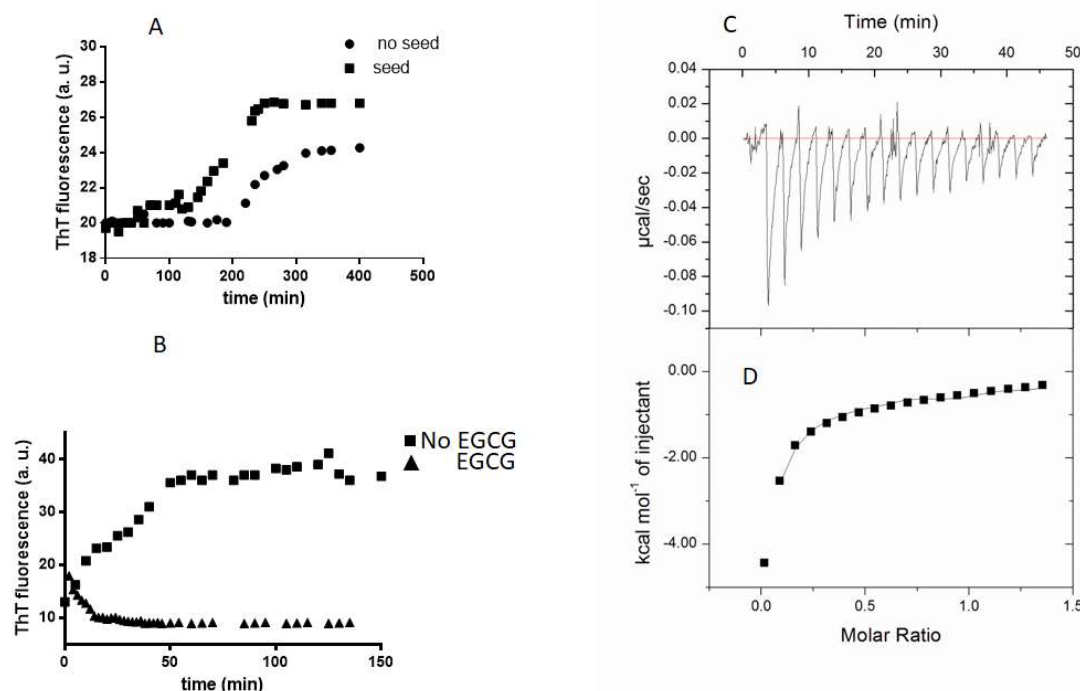 A
no seed
seed
ThT fluorescence (a. u.)
30
28
26
24
22
20
18
0 100 200 300 400 500
time (min)
B
No EGCG
EGCG
ThT fluorescence (a. u.)
40
30
20
10
0 50 100 150
time (min)
C
Time (min)
0 10 20 30 40 50
µcal/sec
0.04
0.02
0.00
-0.02
-0.04
-0.06
-0.08
-0.10
D
kcal mol⁻¹ of injectant
0.00
-2.00
-4.00
0.0 0.5 1.0 1.5
Molar Ratio